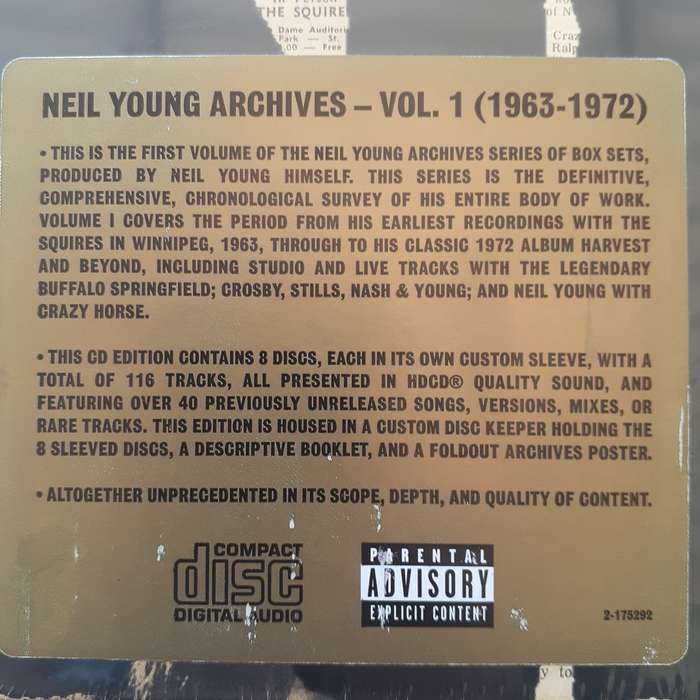 THE SQUIRE
of N
Dame Auditori
Craz
Park — St.
Ralp
.00 — Free
NEIL YOUNG ARCHIVES – VOL. 1 (1963-1972)
• THIS IS THE FIRST VOLUME OF THE NEIL YOUNG ARCHIVES SERIES OF BOX SETS,
PRODUCED BY NEIL YOUNG HIMSELF. THIS SERIES IS THE DEFINITIVE,
COMPREHENSIVE, CHRONOLOGICAL SURVEY OF HIS ENTIRE BODY OF WORK.
VOLUME I COVERS THE PERIOD FROM HIS EARLIEST RECORDINGS WITH THE
SQUIRES IN WINNIPEG, 1963, THROUGH TO HIS CLASSIC 1972 ALBUM HARVEST
AND BEYOND, INCLUDING STUDIO AND LIVE TRACKS WITH THE LEGENDARY
BUFFALO SPRINGFIELD; CROSBY, STILLS, NASH & YOUNG; AND NEIL YOUNG WITH
CRAZY HORSE.
• THIS CD EDITION CONTAINS 8 DISCS, EACH IN ITS OWN CUSTOM SLEEVE, WITH A
TOTAL OF 116 TRACKS, ALL PRESENTED IN HDCD® QUALITY SOUND, AND
FEATURING OVER 40 PREVIOUSLY UNRELEASED SONGS, VERSIONS, MIXES, OR
RARE TRACKS. THIS EDITION IS HOUSED IN A CUSTOM DISC KEEPER HOLDING THE
8 SLEEVED DISCS, A DESCRIPTIVE BOOKLET, AND A FOLDOUT ARCHIVES POSTER.
• ALTOGETHER UNPRECEDENTED IN ITS SCOPE, DEPTH, AND QUALITY OF CONTENT.
COMPACT
disc
DIGITAL AUDIO
PARENTAL
ADVISORY
EXPLICIT CONTENT
2-175292
y to